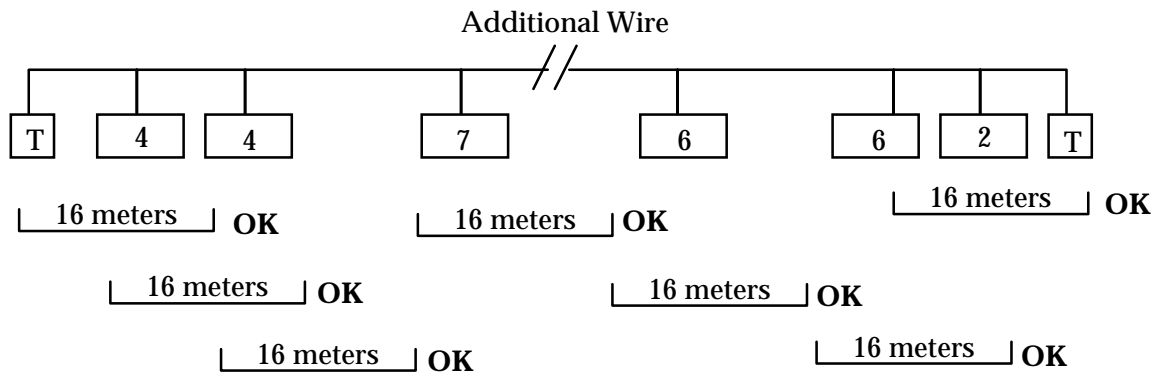 Additional Wire
T 4 4 7 6 6 2 T
16 meters OK 16 meters OK 16 meters OK
16 meters OK 16 meters OK
16 meters OK 16 meters OK